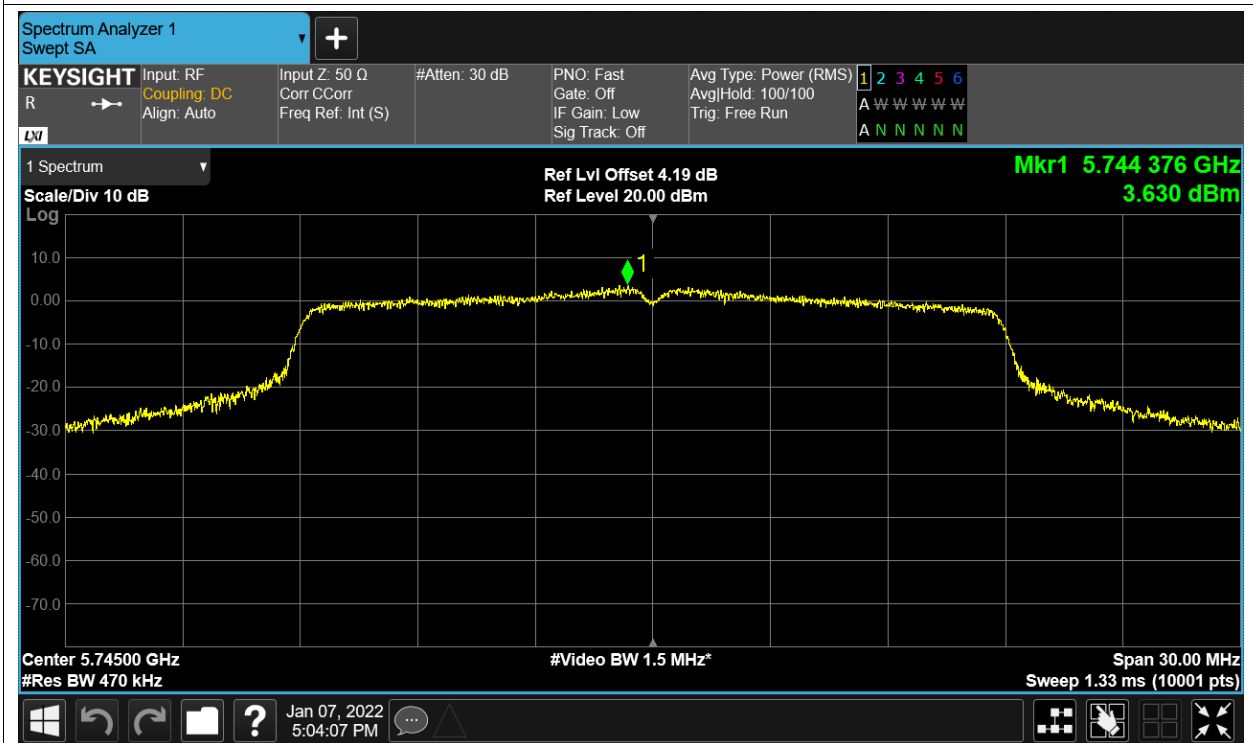 Spectrum Analyzer 1
Swept SA
+
KEYSIGHT
R
LXI
Input: RF
Coupling: DC
Align: Auto
Input Z: 50 Ω
Corr CCorr
Freq Ref: Int (S)
#Atten: 30 dB
PNO: Fast
Gate: Off
IF Gain: Low
Sig Track: Off
Avg Type: Power (RMS)
Avg|Hold: 100/100
Trig: Free Run
1 2 3 4 5 6
A W W W W W
A N N N N N
1 Spectrum
Scale/Div 10 dB
Ref Lvl Offset 4.19 dB
Ref Level 20.00 dBm
Mkr1 5.744 376 GHz
3.630 dBm
Log
10.0
0.00
-10.0
-20.0
-30.0
-40.0
-50.0
-60.0
-70.0
1
Center 5.74500 GHz
#Res BW 470 kHz
#Video BW 1.5 MHz*
Span 30.00 MHz
Sweep 1.33 ms (10001 pts)
?
Jan 07, 2022
5:04:07 PM